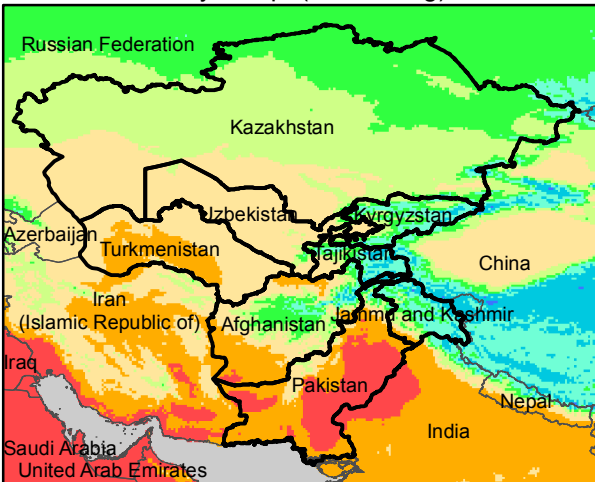 Russian Federation
Kazakhstan
Uzbekistan
Kyrgyzstan
Azerbaijan
Turkmenistan
Tajikistan
China
Iran
(Islamic Republic of)
Afghanistan
Jammu and Kashmir
Iraq
Pakistan
Nepal
India
Saudi Arabia
United Arab Emirates